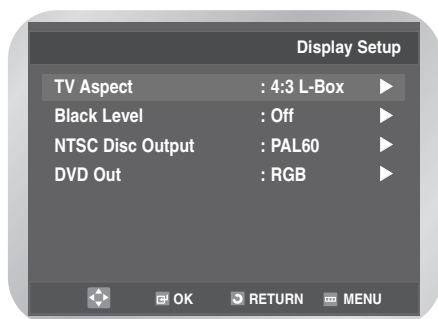 Display Setup
TV Aspect : 4:3 L-Box
Black Level : Off
NTSC Disc Output : PAL60
DVD Out : RGB
OK RETURN MENU